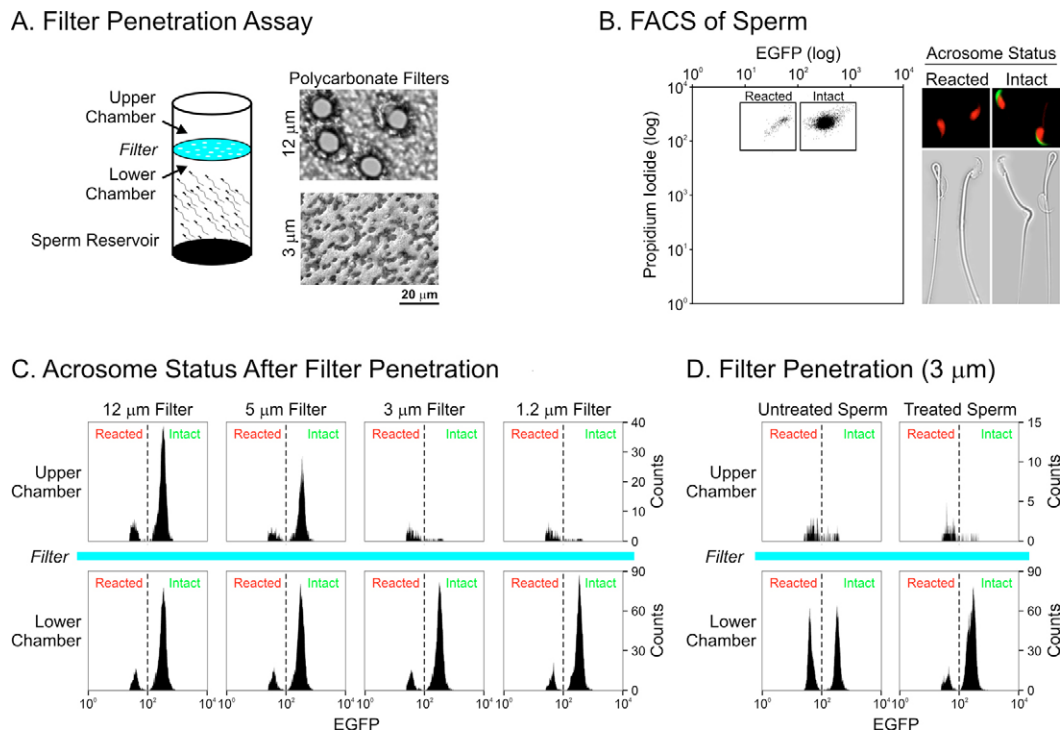 A. Filter Penetration Assay
Upper
Chamber
Filter
Lower
Chamber
Sperm Reservoir
Polycarbonate Filters
12 μm
3 μm
20 μm
B. FACS of Sperm
EGFP (log)
10⁰ 10¹ 10² 10³ 10⁴
Propidium Iodide (log)
10⁴
10²
10³
10¹
10⁰
Reacted Intact
Acrosome Status
Reacted Intact
C. Acrosome Status After Filter Penetration
12 μm Filter 5 μm Filter 3 μm Filter 1.2 μm Filter
Upper
Chamber
Reacted Intact Reacted Intact Reacted Intact Reacted Intact
40
30
20
10
0
Counts
Filter
Lower
Chamber
Reacted Intact Reacted Intact Reacted Intact Reacted Intact
90
60
30
0
Counts
10⁰ 10² 10⁰ 10² 10⁰ 10² 10⁰ 10² 10⁴
EGFP
D. Filter Penetration (3 μm)
Untreated Sperm Treated Sperm
Upper
Chamber
Reacted Intact Reacted Intact
15
10
5
0
Counts
Filter
Lower
Chamber
Reacted Intact Reacted Intact
90
60
30
0
Counts
10⁰ 10² 10⁰ 10² 10⁴
EGFP